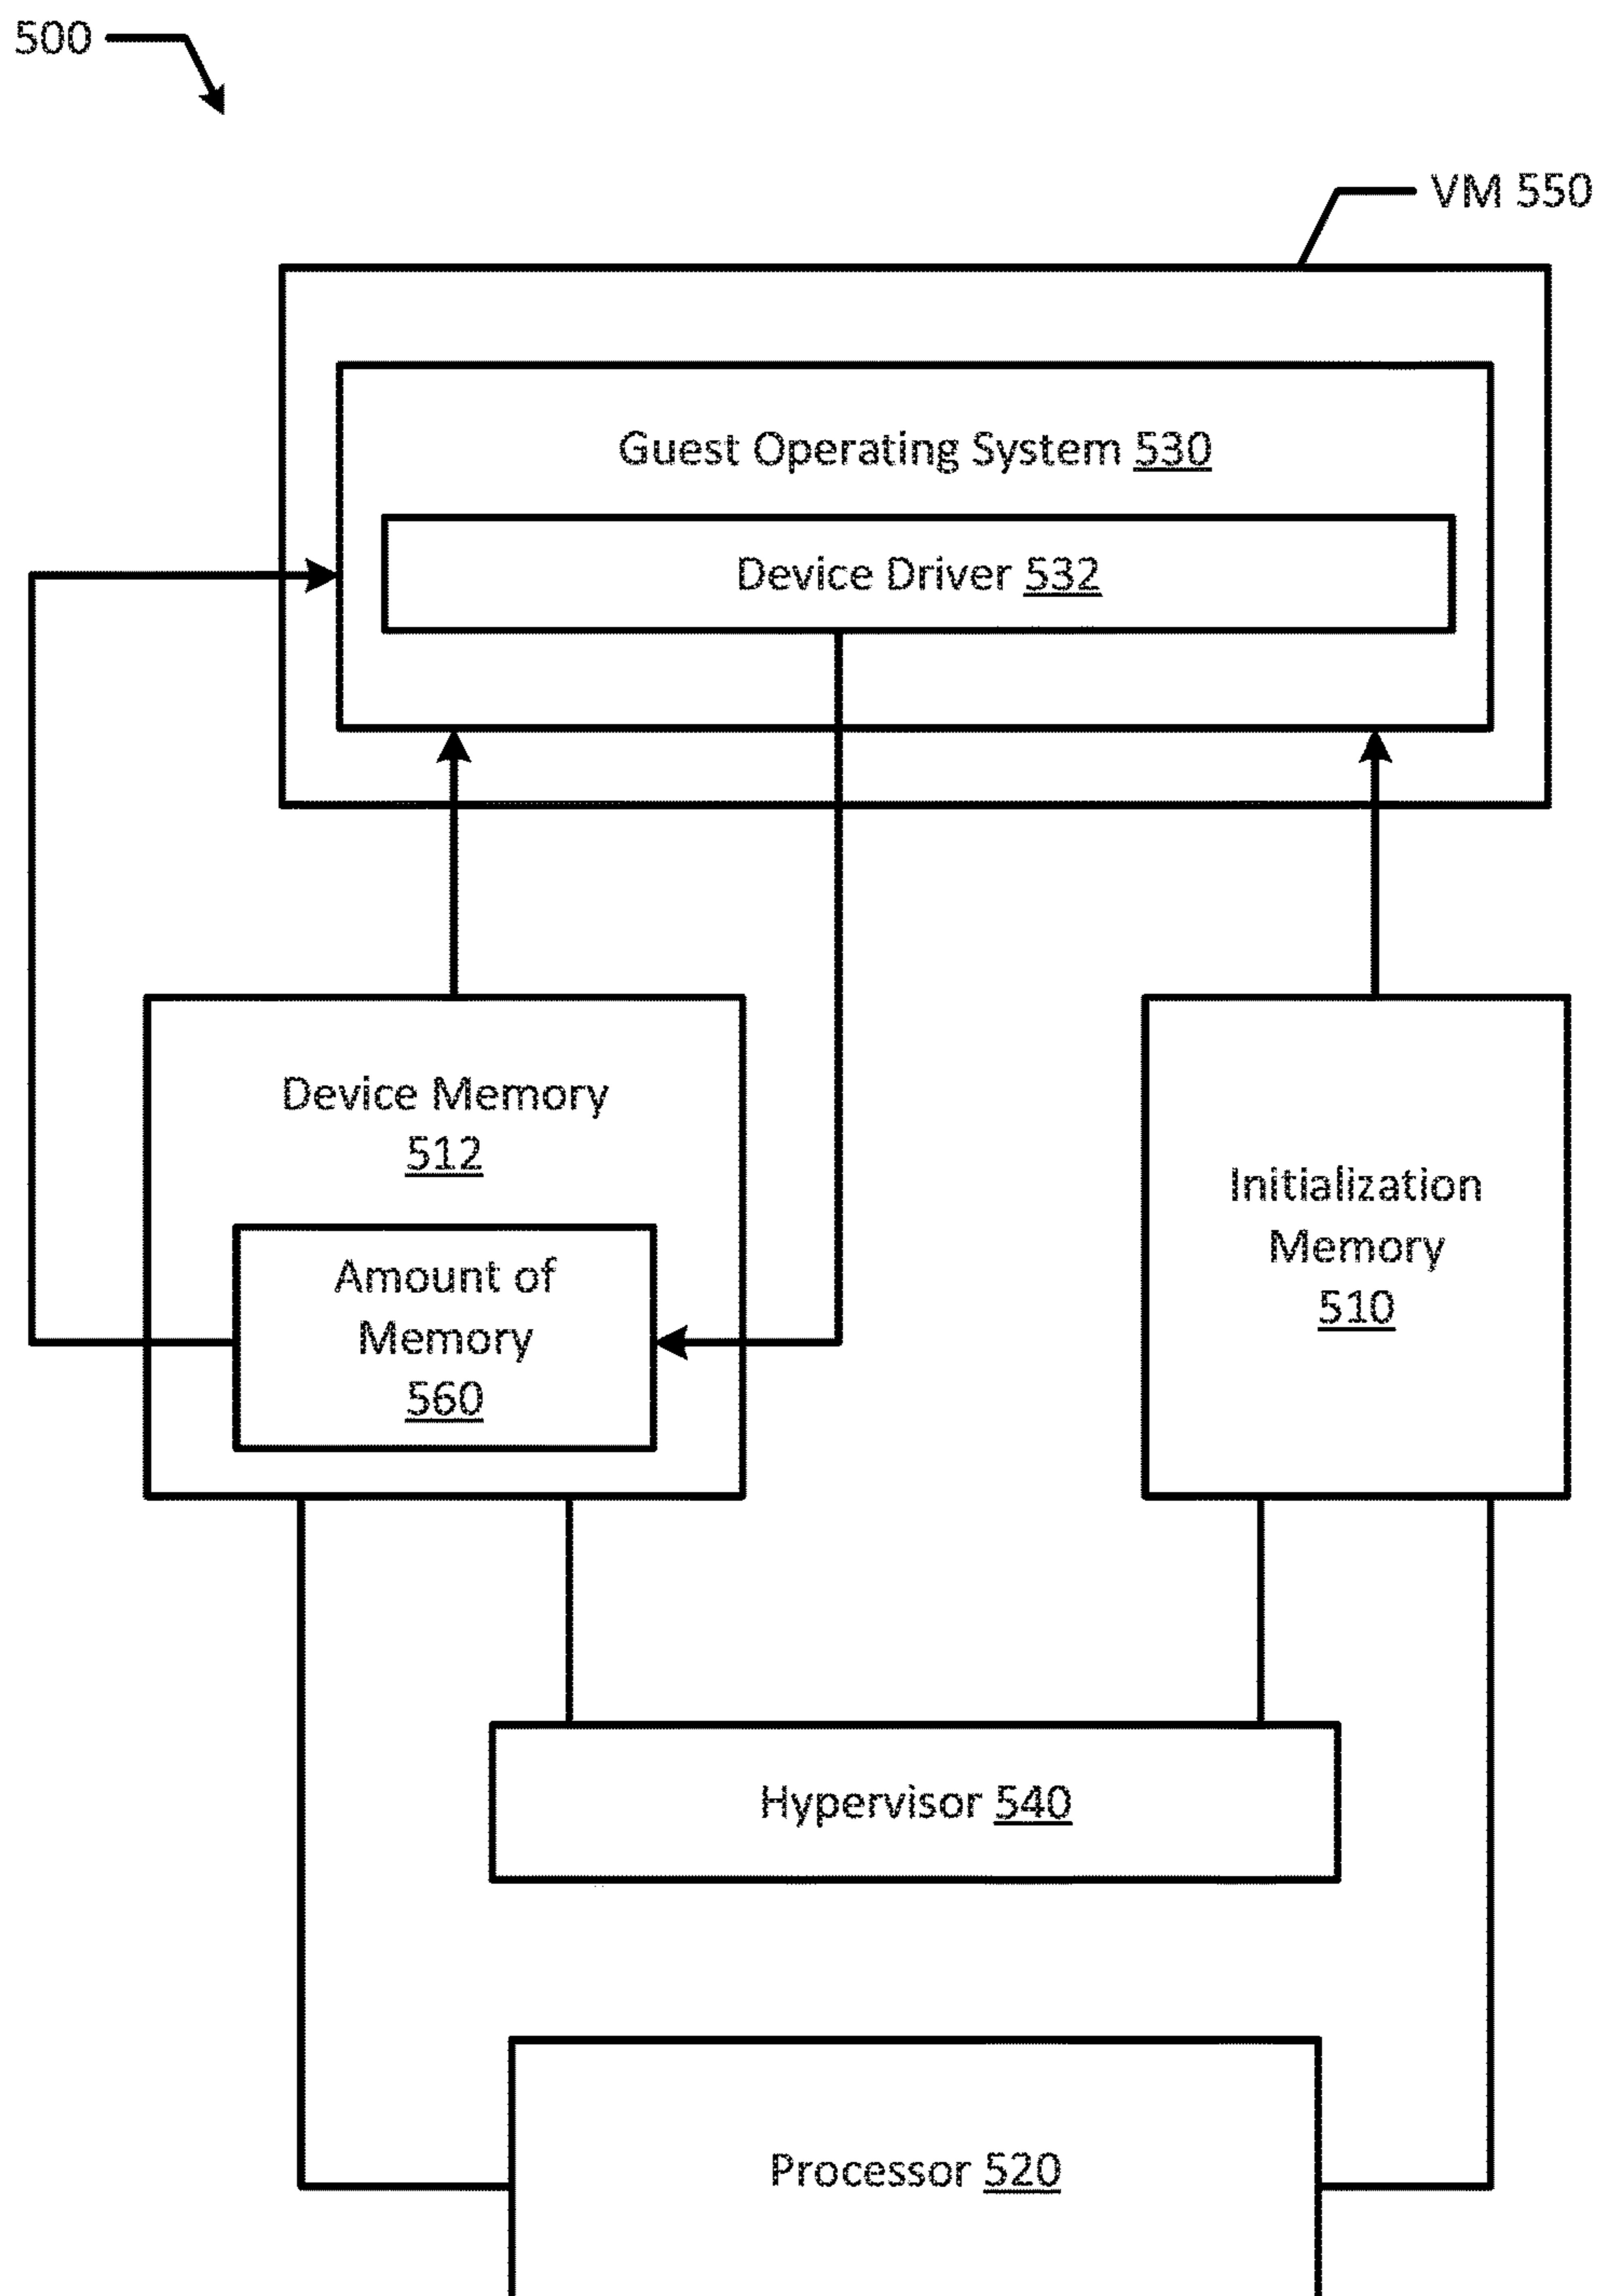 500
VM 550
Guest Operating System 530
Device Driver 532
Device Memory
512
Amount of
Memory
560
Initialization
Memory
510
Hypervisor 540
Processor 520